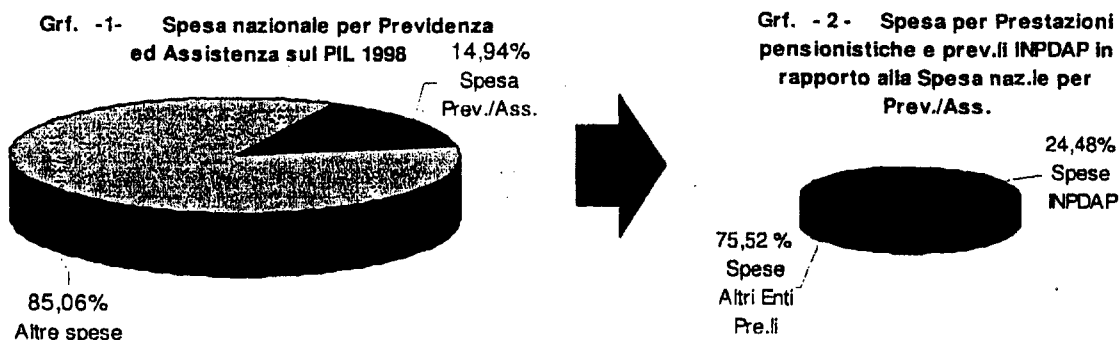 Grf. -1- Spesa nazionale per Previdenza
ed Assistenza sul PIL 1998
14,94%
Spesa
Prev./Ass.
85,06%
Altre spese
Grf. - 2 - Spesa per Prestazioni
pensionistiche e prev.li INPDAP in
rapporto alla Spesa naz.le per
Prev./Ass.
24,48%
Spese
INPDAP
75,52 %
Spese
Altri Enti
Pre.li